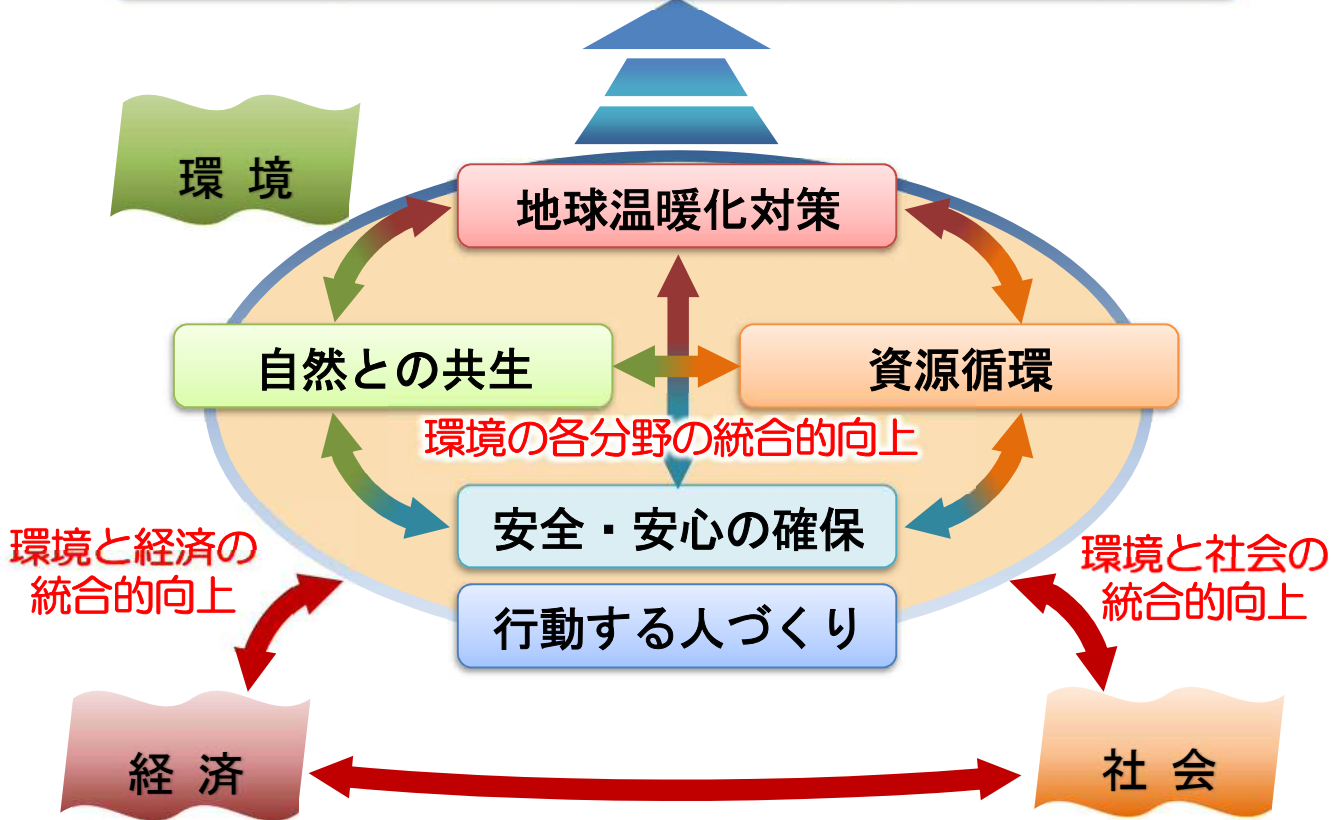 環 境
地球温暖化対策
自然との共生
資源循環
環境の各分野の統合的向上
安全・安心の確保
環境と経済の
統合的向上
環境と社会の
統合的向上
行動する人づくり
経 済
社 会